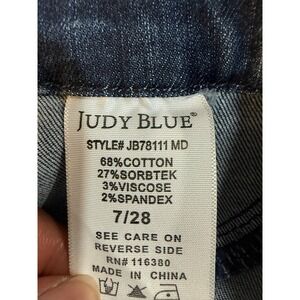 JUDY BLUE®
STYLE# JB78111 MD
68%COTTON
27%SORBTEK
3%VISCOSE
2%SPANDEX
7/28
SEE CARE ON
REVERSE SIDE
RN# 116380
MADE IN CHINA